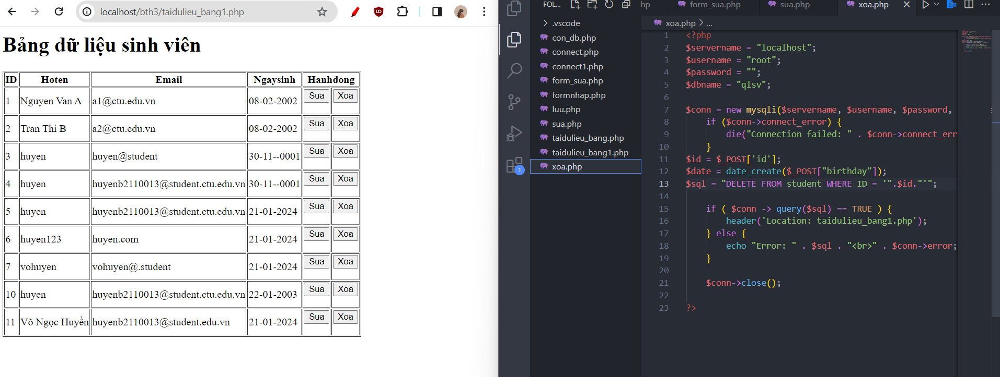 localhost/bth3/taidulieu_bang1.php
Bảng dữ liệu sinh viên
ID Hoten Email Ngaysinh Hanhdong
1 Nguyen Van A a1@ctu.edu.vn 08-02-2002 Sua Xoa
2 Tran Thi B a2@ctu.edu.vn 08-02-2002 Sua Xoa
3 huyen huyen@student 30-11--0001 Sua Xoa
4 huyen huyenb2110013@student.ctu.edu.vn 30-11--0001 Sua Xoa
5 huyen huyenb2110013@student.ctu.edu.vn 21-01-2024 Sua Xoa
6 huyen123 huyen.com 21-01-2024 Sua Xoa
7 vohuyen vohuyen@.student 21-01-2024 Sua Xoa
10 huyen huyenb2110013@student.ctu.edu.vn 22-01-2003 Sua Xoa
11 Võ Ngọc Huyền huyenb2110013@student.edu.vn 21-01-2024 Sua Xoa
1
FOL...
.vscode
con_db.php
connect.php
connect1.php
form_sua.php
formnhap.php
luu.php
sua.php
taidulieu_bang.php
taidulieu_bang1.php
xoa.php
hp form_sua.php sua.php xoa.php
xoa.php > ...
1 <?php
2 $servername = "localhost";
3 $username = "root";
4 $password = "";
5 $dbname = "qlsv";
6
7 $conn = new mysqli($servername, $username, $password, $
8 if ($conn->connect_error) {
9 die("Connection failed: " . $conn->connect_err
10 }
11 $id = $_POST['id'];
12 $date = date_create($_POST["birthday"]);
13 $sql = "DELETE FROM student WHERE ID = '".$id."'";
14
15 if ( $conn -> query($sql) == TRUE ) {
16 header('Location: taidulieu_bang1.php');
17 } else {
18 echo "Error: " . $sql . "<br>" . $conn->error;
19 }
20
21 $conn->close();
22
23 ?>